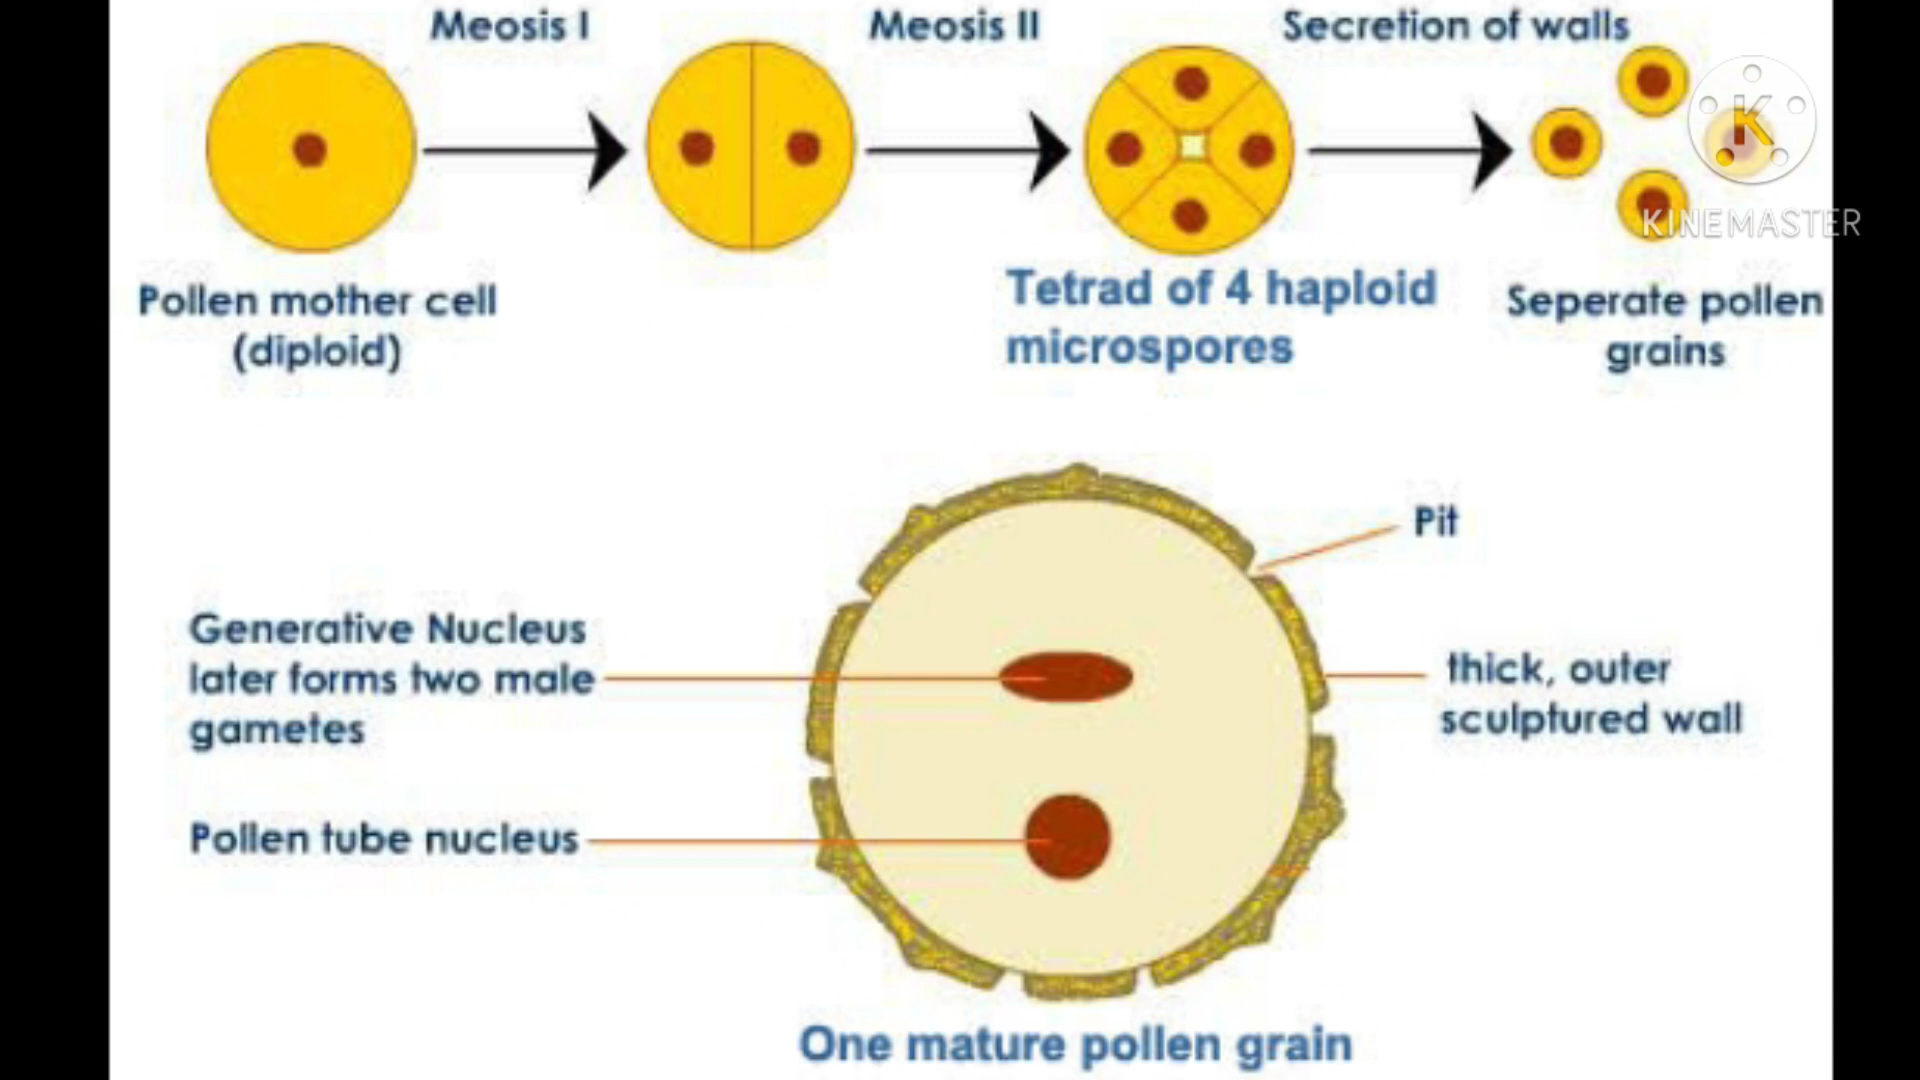 Meosis I
Meosis II
Secretion of walls
K
KINEMASTER
Pollen mother cell
(diploid)
Tetrad of 4 haploid
microspores
Seperate pollen
grains
Pit
Generative Nucleus
later forms two male
gametes
thick, outer
sculptured wall
Pollen tube nucleus
One mature pollen grain